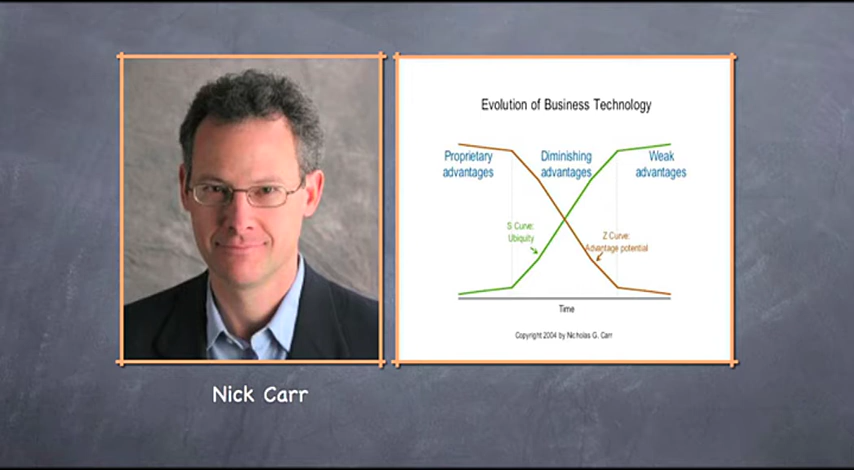 Evolution of Business Technology
Proprietary
advantages
Diminishing
advantages
Weak
advantages
S Curve:
Ubiquity
Z Curve:
Advantage potential
Time
Copyright 2004 by Nicholas G. Carr
Nick Carr